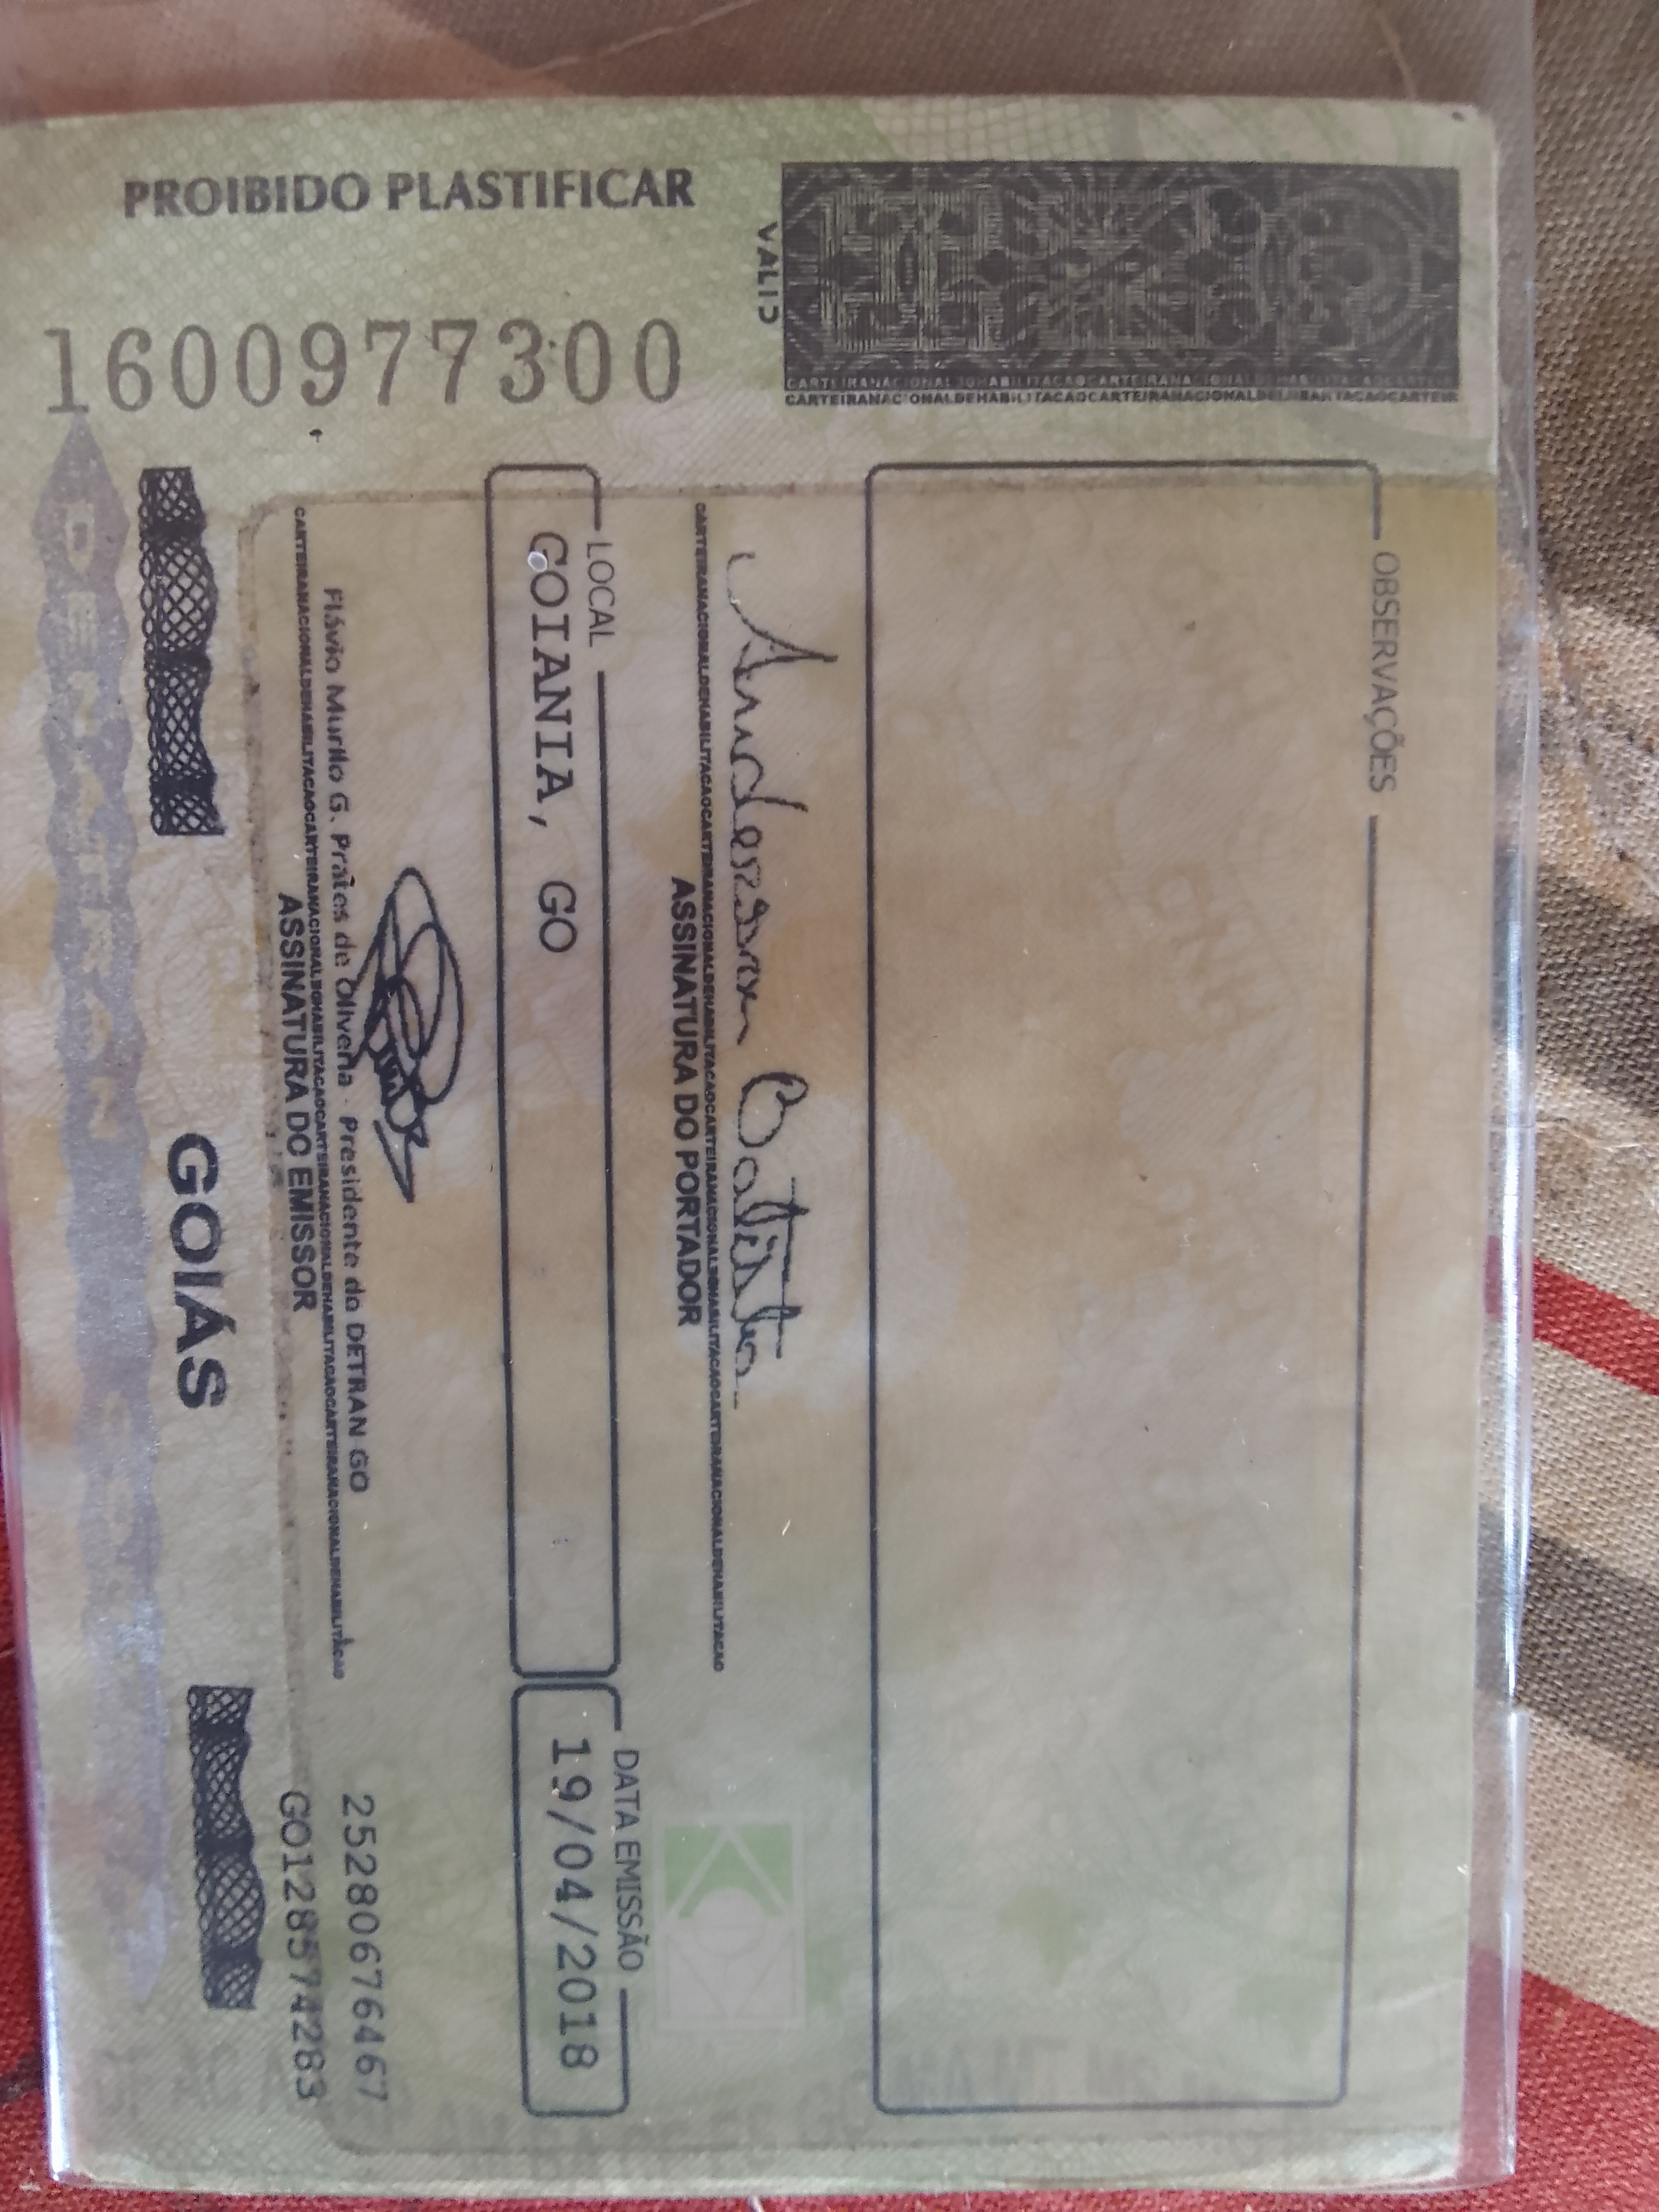 OBSERVAÇÕES
VALID
CARTEIRANACIONALDEHABILITACAOCARTEIRANACIONALDEHABILITACAOCARTEIR
Anderson Batista
ASSINATURA DO PORTADOR
LOCAL
DATA EMISSÃO
GOIANIA, GO
19/04/2018
PROIBIDO PLASTIFICAR
1600977300
Flávio Murilo G. Prates de Oliveira - Presidente do DETRAN GO
ASSINATURA DO EMISSOR
25280676467
GO128574283
GOIÁS
DENATRAN